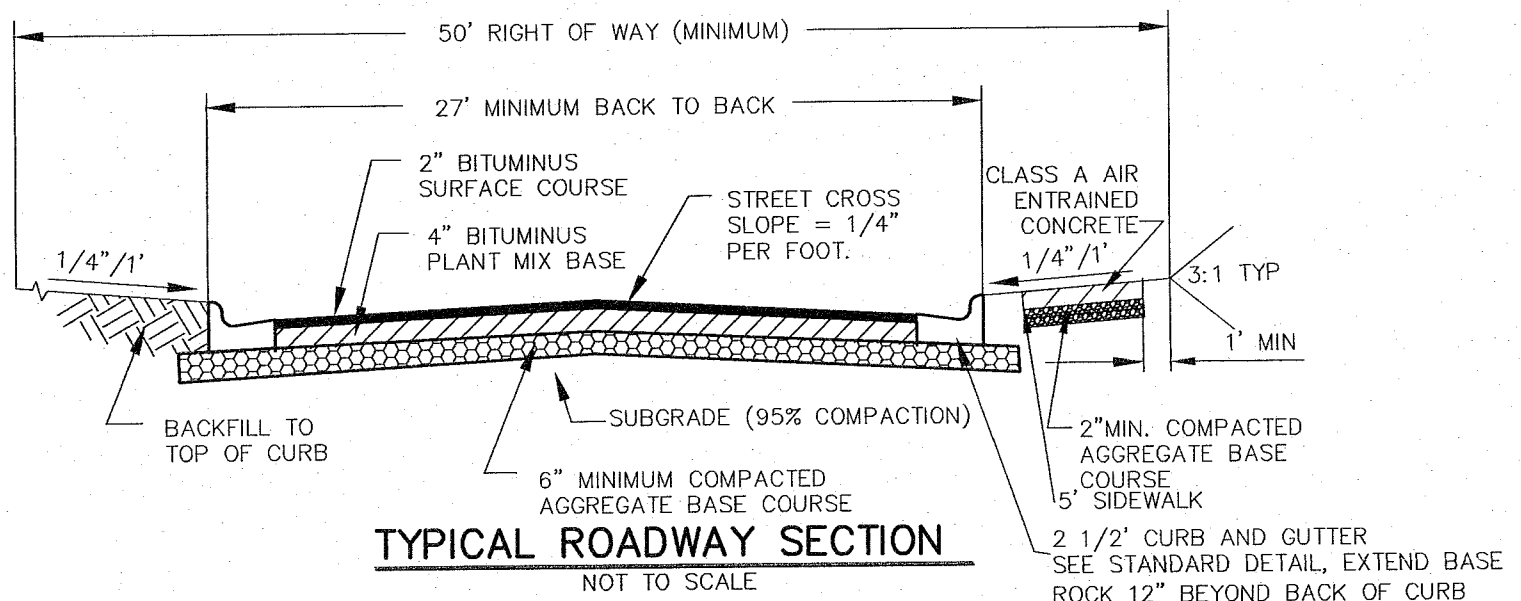 50' RIGHT OF WAY (MINIMUM)
27' MINIMUM BACK TO BACK
2" BITUMINUS
SURFACE COURSE
4" BITUMINUS
PLANT MIX BASE
STREET CROSS
SLOPE = 1/4"
PER FOOT.
CLASS A AIR
ENTRAINED
CONCRETE
1/4"/1'
1/4"/1'
3:1 TYP
1' MIN
BACKFILL TO
TOP OF CURB
SUBGRADE (95% COMPACTION)
6" MINIMUM COMPACTED
AGGREGATE BASE COURSE
2"MIN. COMPACTED
AGGREGATE BASE
COURSE
5' SIDEWALK
2 1/2' CURB AND GUTTER
SEE STANDARD DETAIL, EXTEND BASE
ROCK 12" BEYOND BACK OF CURB
TYPICAL ROADWAY SECTION
NOT TO SCALE